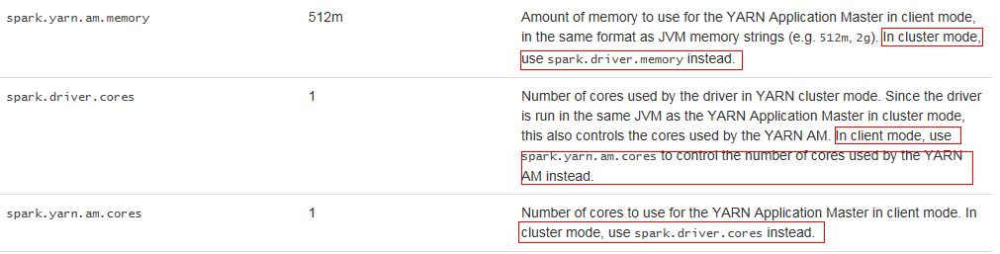 spark.yarn.am.memory 512m Amount of memory to use for the YARN Application Master in client mode,
in the same format as JVM memory strings (e.g. 512m, 2g). In cluster mode,
use spark.driver.memory instead.
spark.driver.cores 1 Number of cores used by the driver in YARN cluster mode. Since the driver
is run in the same JVM as the YARN Application Master in cluster mode,
this also controls the cores used by the YARN AM. In client mode, use
spark.yarn.am.cores to control the number of cores used by the YARN
AM instead.
spark.yarn.am.cores 1 Number of cores to use for the YARN Application Master in client mode. In
cluster mode, use spark.driver.cores instead.